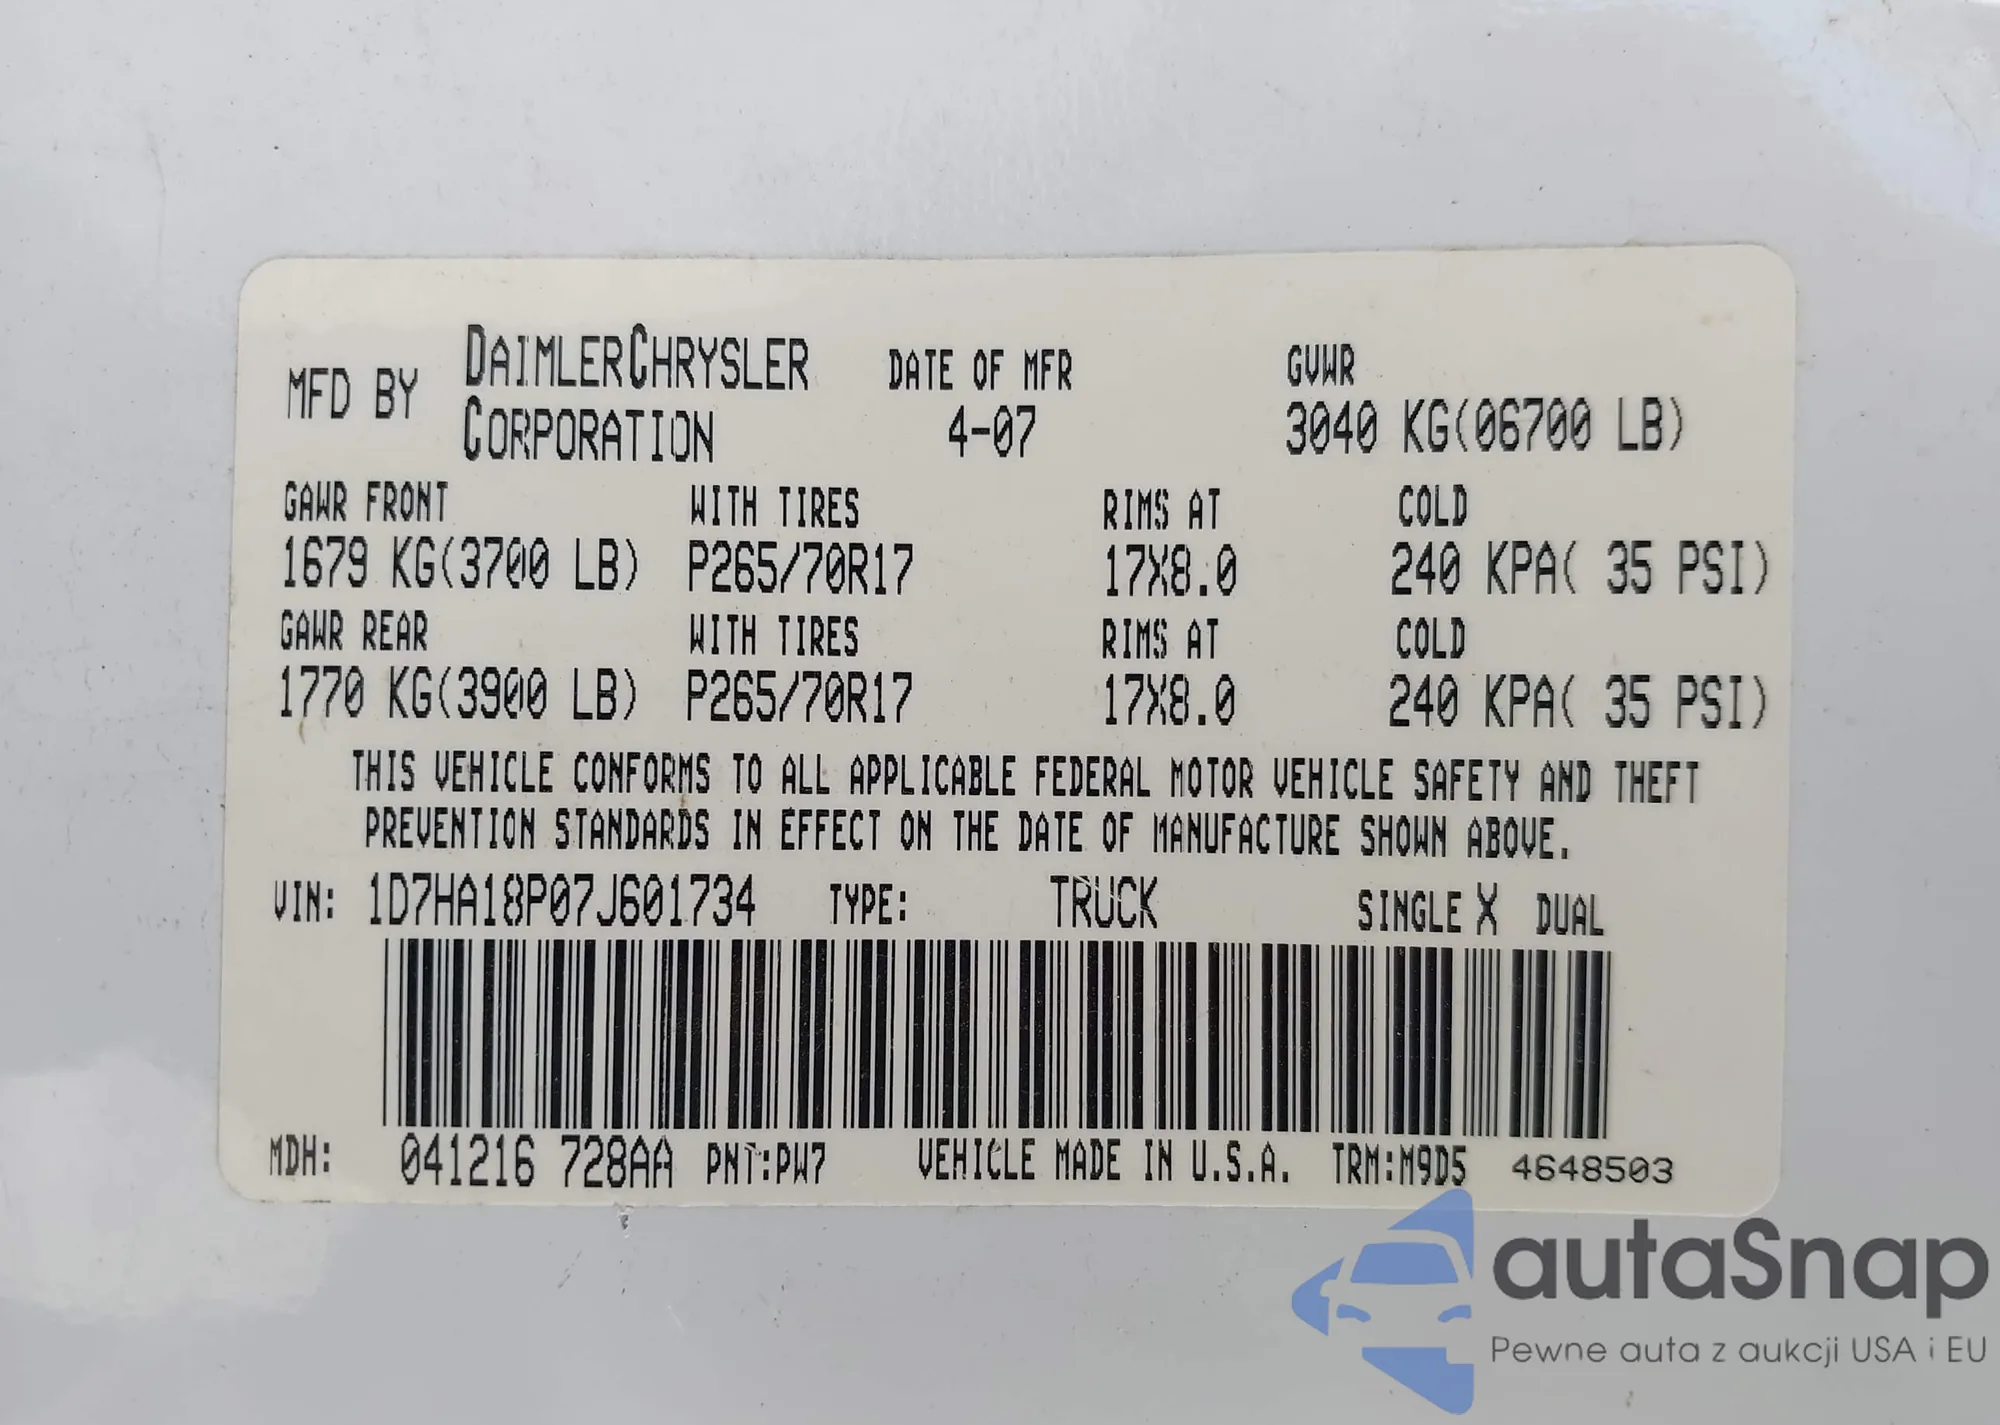 MFD BY DAIMLERCHRYSLER CORPORATION DATE OF MFR 4-07 GVWR 3040 KG(06700 LB)
GAWR FRONT WITH TIRES RIMS AT COLD
1679 KG(3700 LB) P265/70R17 17X8.0 240 KPA( 35 PSI)
GAWR REAR WITH TIRES RIMS AT COLD
1770 KG(3900 LB) P265/70R17 17X8.0 240 KPA( 35 PSI)
THIS VEHICLE CONFORMS TO ALL APPLICABLE FEDERAL MOTOR VEHICLE SAFETY AND THEFT
PREVENTION STANDARDS IN EFFECT ON THE DATE OF MANUFACTURE SHOWN ABOVE.
VIN: 1D7HA18P07J601734 TYPE: TRUCK SINGLE X DUAL
MDH: 041216 728AA PNT:PW7 VEHICLE MADE IN U.S.A. TRM:M9D5 4648503
autaSnap
Pewne auta z aukcji USA i EU